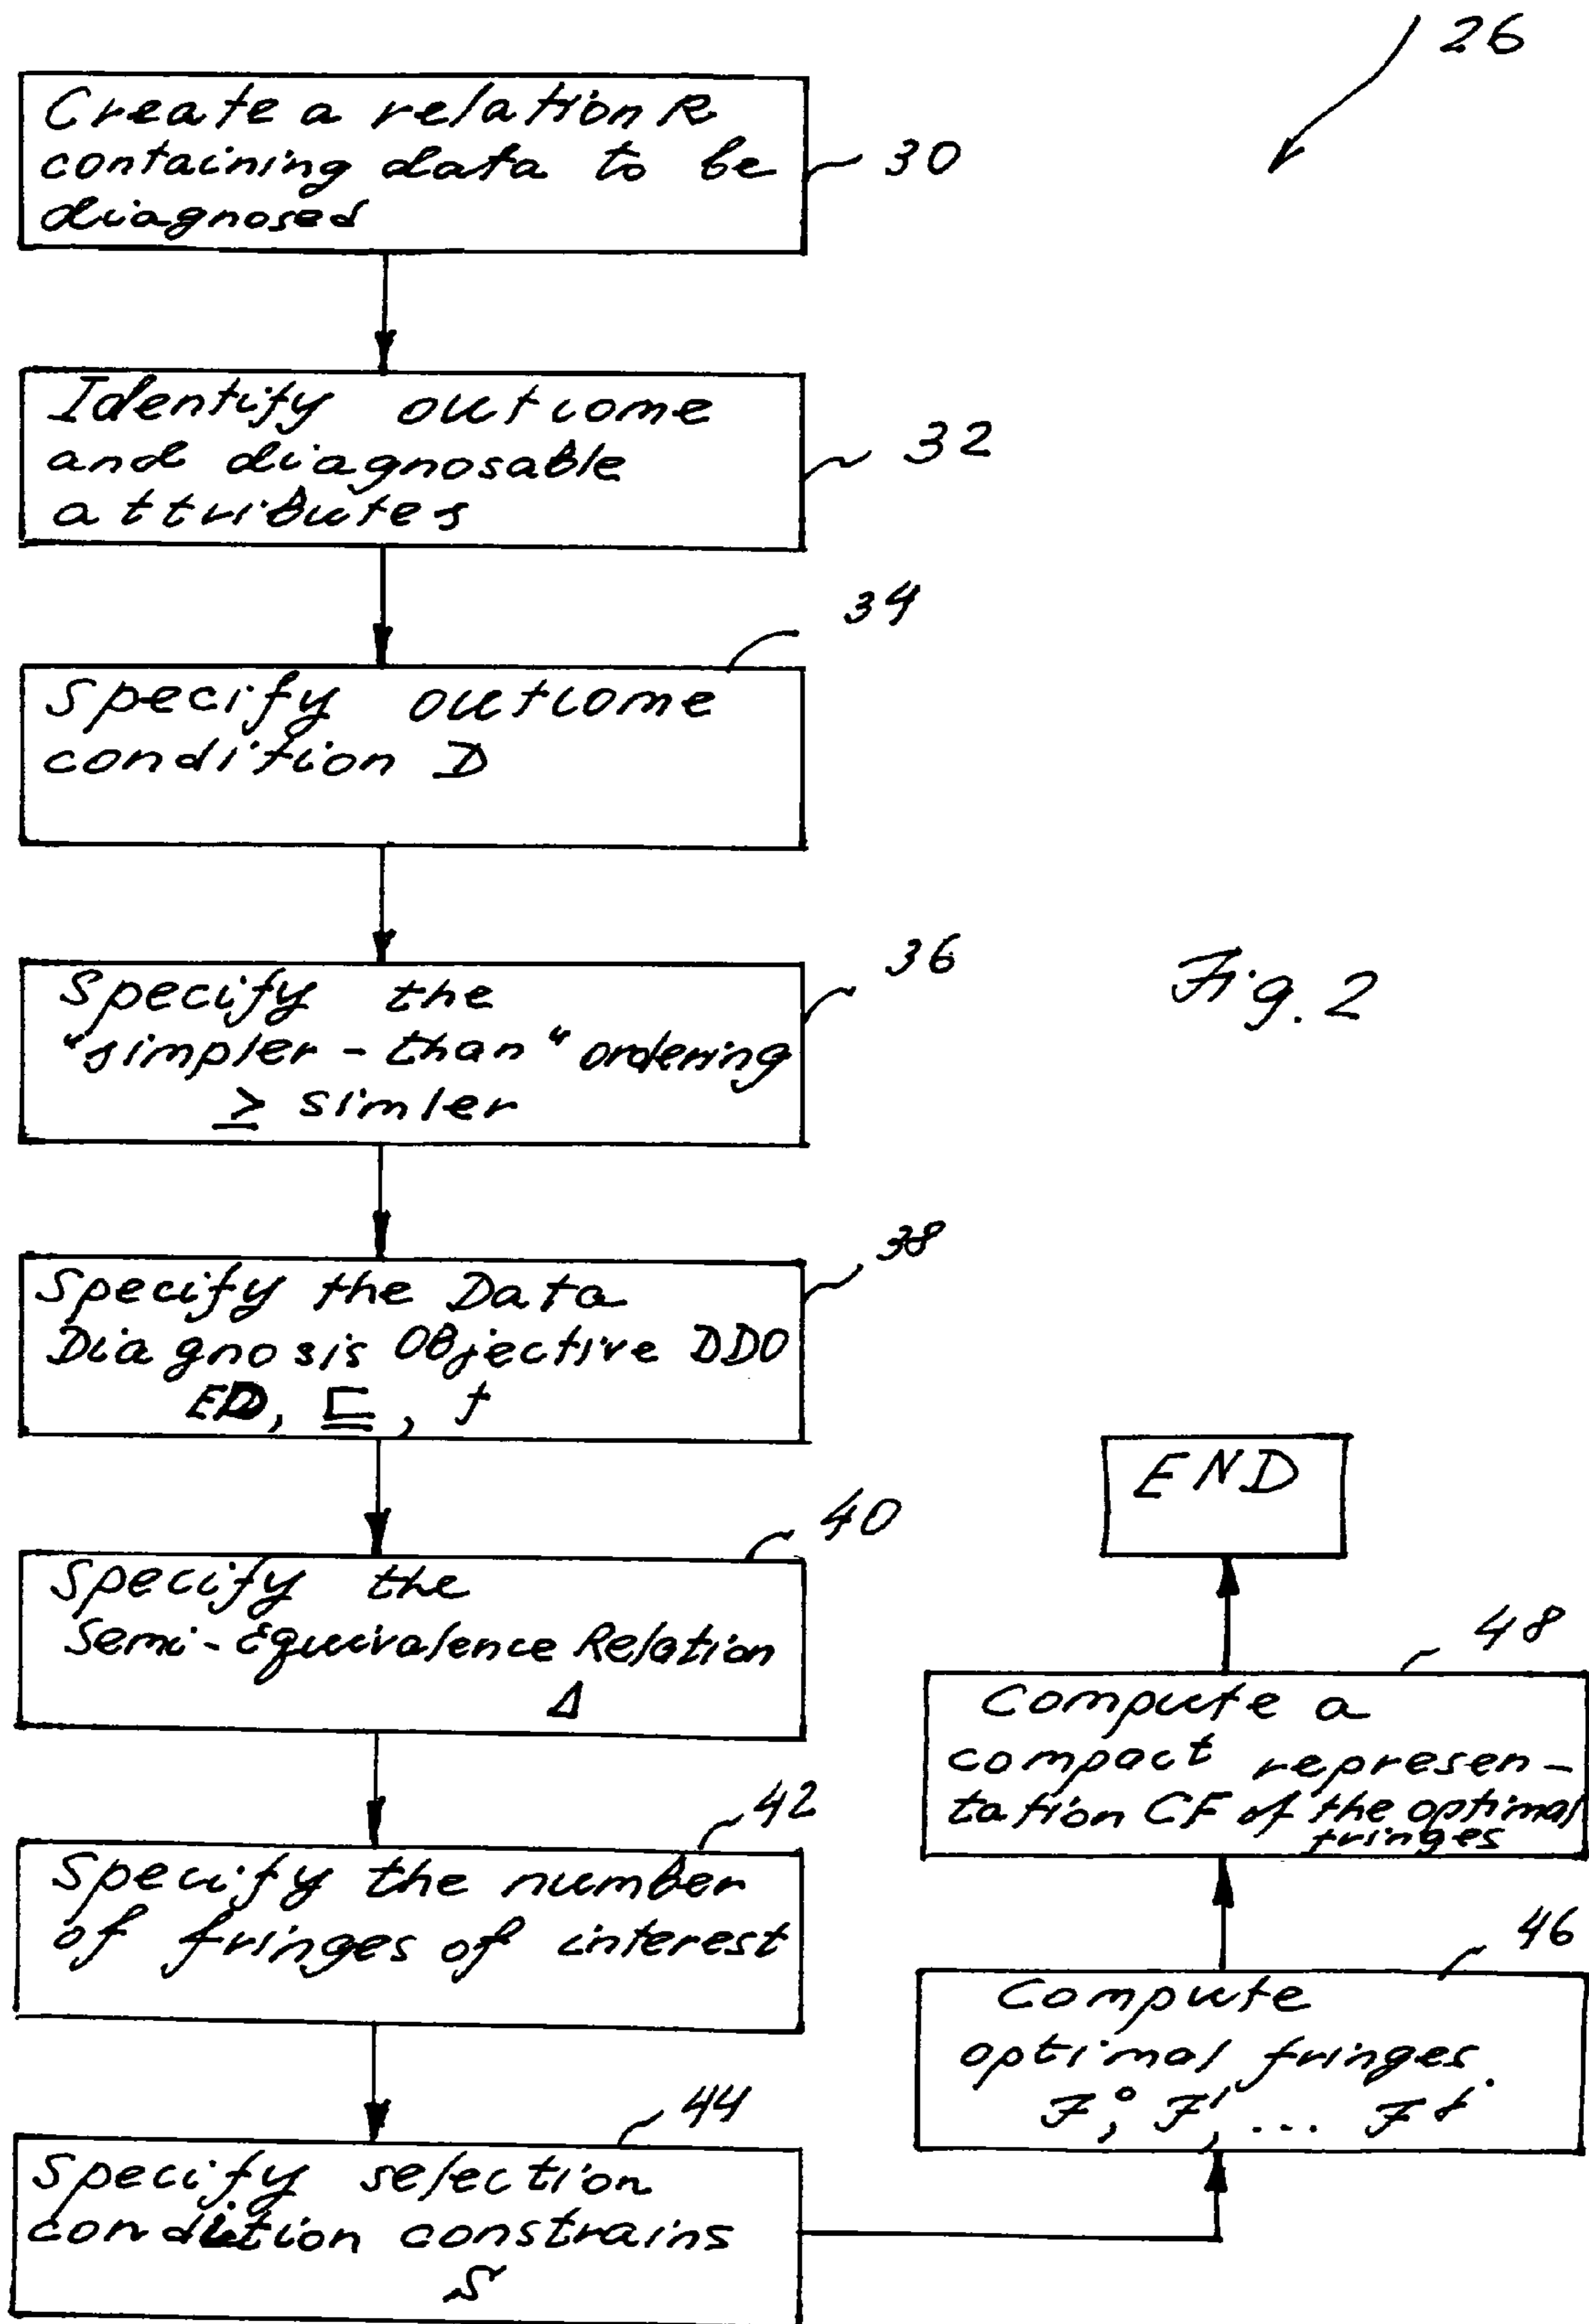 26
Create a relation R
containing data to be
diagnosed
30
Identify outcome
and diagnosable
attributes
32
34
Specify outcome
condition D
36
Specify the
"simpler-than" ordering
≥ simler
Fig. 2
38
Specify the Data
Diagnosis Objective DDO
ED, ⊑, f
40
Specify the
Semi-Equivalence Relation
Δ
42
Specify the number
of fringes of interest
44
Specify selection
condition constrains
S
46
Compute
optimal fringes.
F⁰, F¹, ... Fᶠ
48
Compute a
compact represen-
tation CF of the optimal
fringes
END